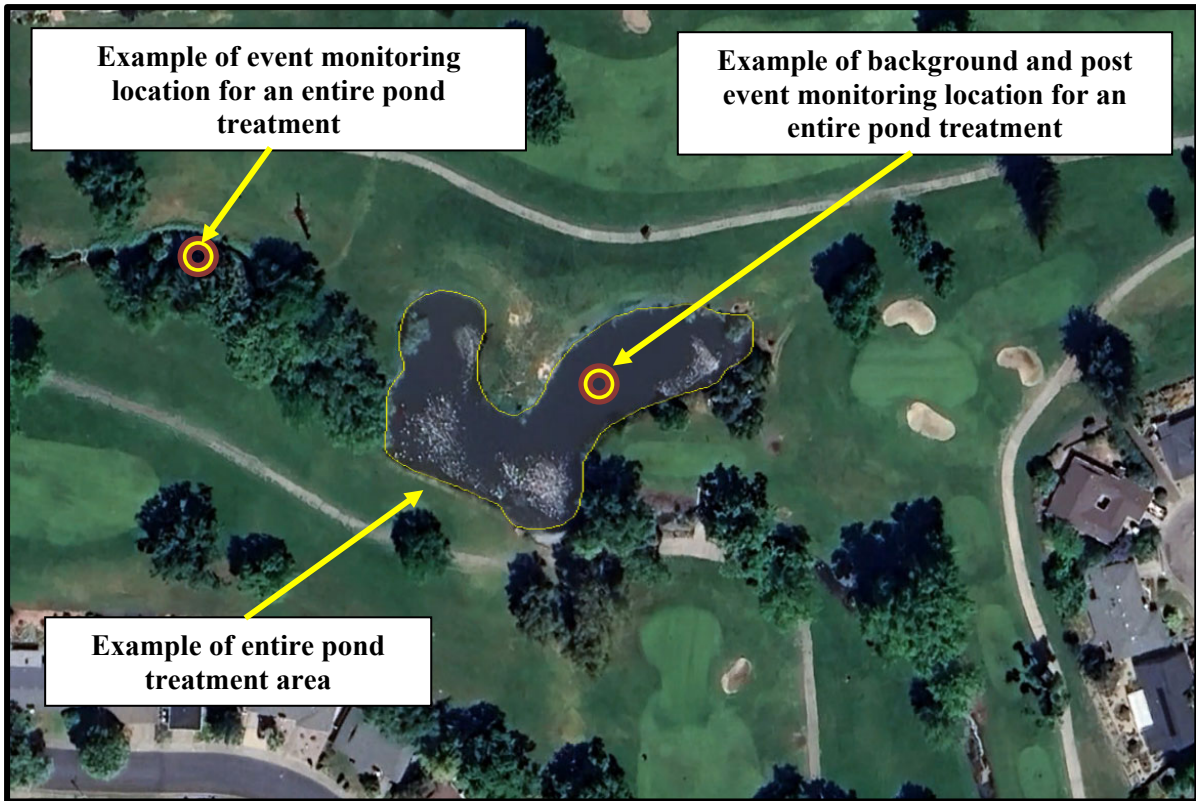 Example of event monitoring
location for an entire pond
treatment
Example of background and post
event monitoring location for an
entire pond treatment
Example of entire pond
treatment area